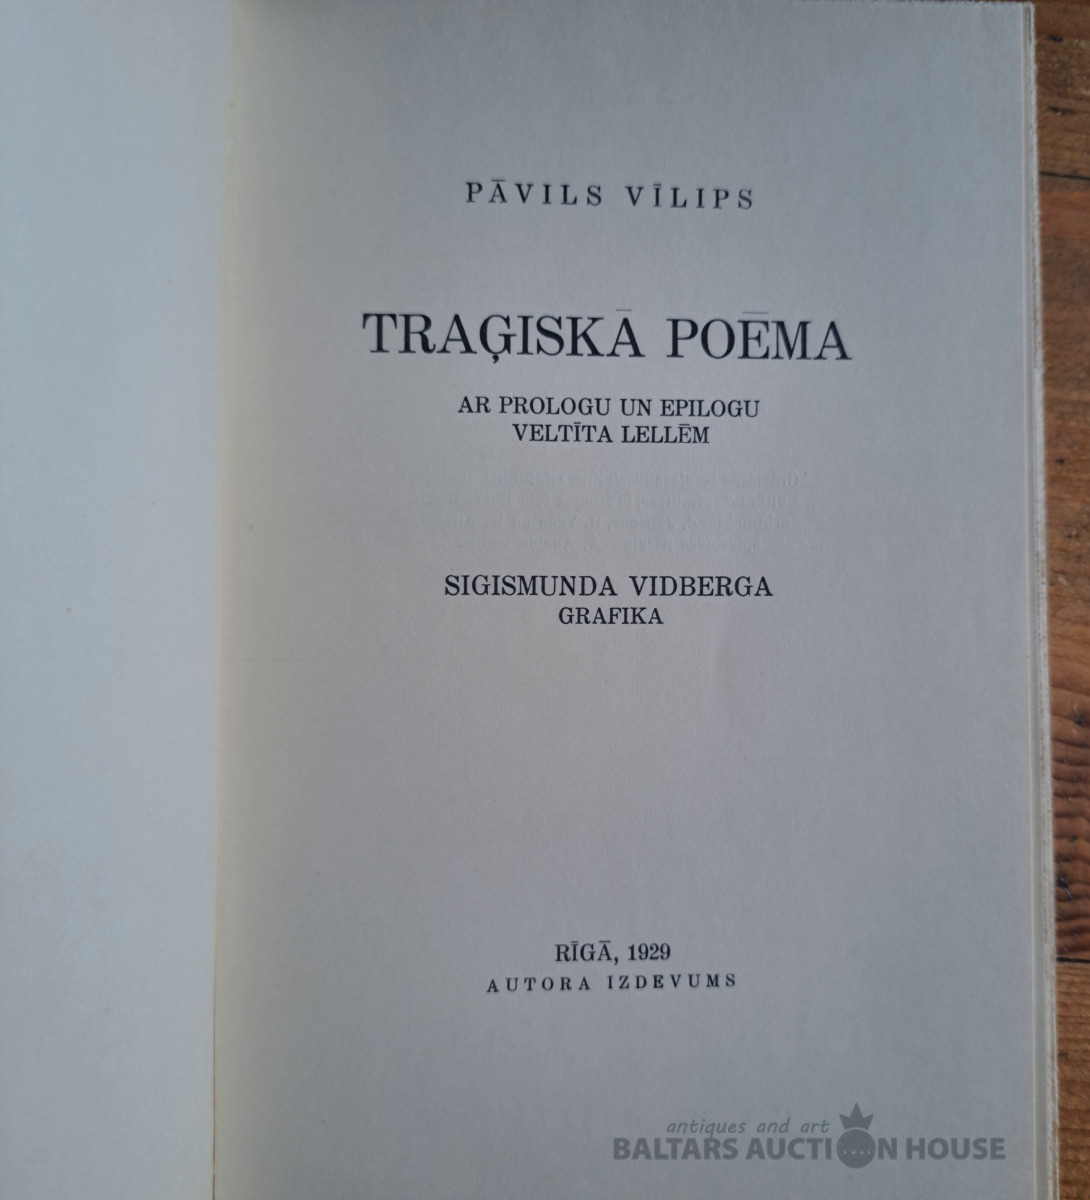 PĀVILS VĪLIPS
TRAĢISKĀ POĒMA
AR PROLOGU UN EPILOGU
VELTĪTA LELLĒM
SIGISMUNDA VIDBERGA
GRAFIKA
RĪGĀ, 1929
AUTORA IZDEVUMS
antiques and art
BALTARS AUCTION HOUSE